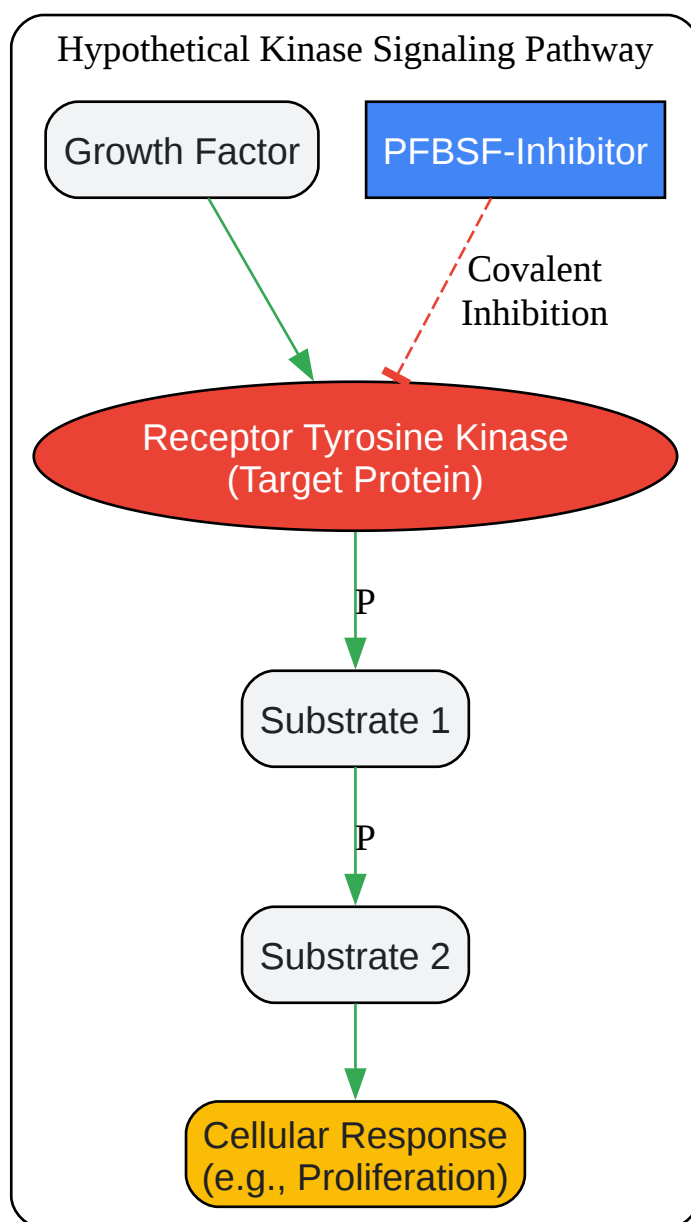 Hypothetical Kinase Signaling Pathway
Growth Factor
PFBSF-Inhibitor
Covalent
Inhibition
Receptor Tyrosine Kinase
(Target Protein)
P
Substrate 1
P
Substrate 2
Cellular Response
(e.g., Proliferation)